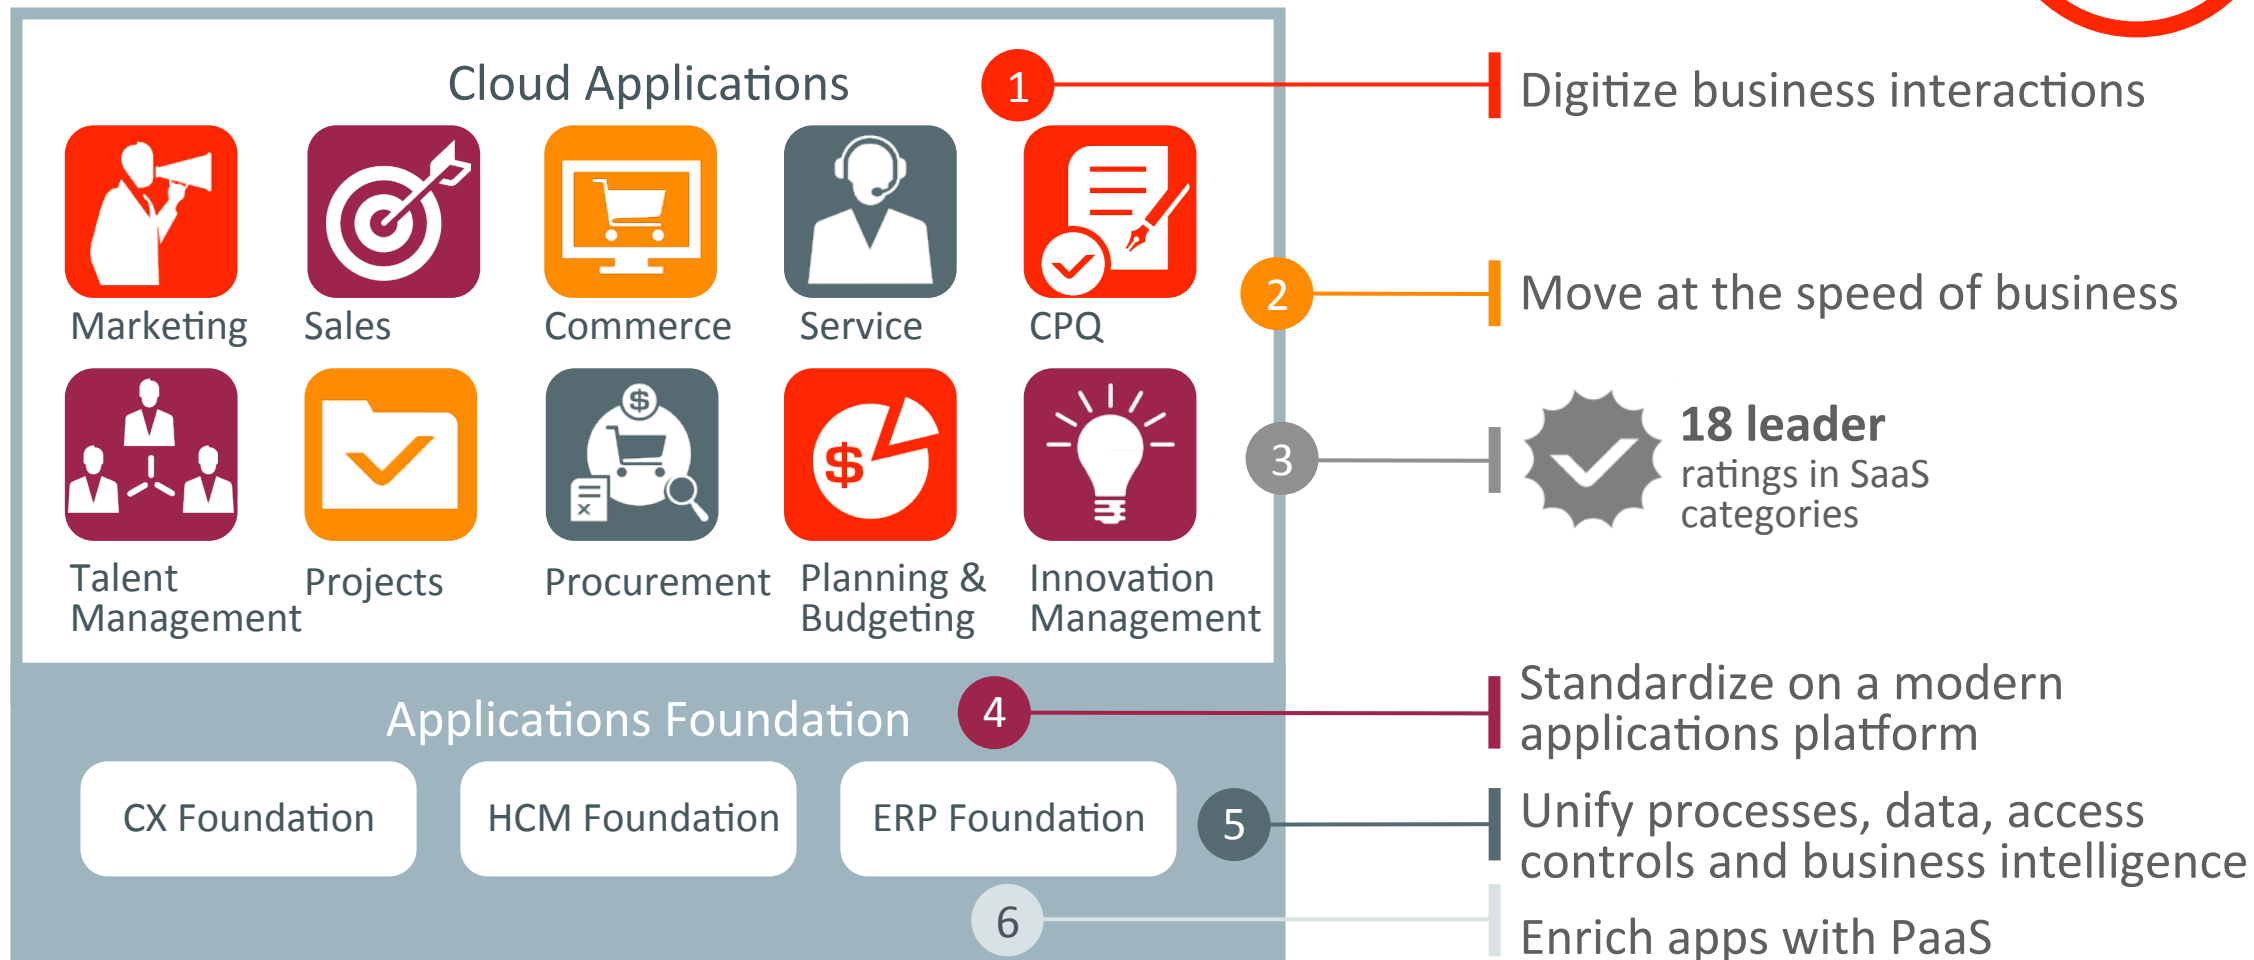 Cloud Applications
1
Digitize business interactions
Marketing
Sales
Commerce
Service
CPQ
2
Move at the speed of business
$
$
x
3
18 leader
ratings in SaaS
categories
Talent
Management
Projects
Procurement
Planning &
Budgeting
Innovation
Management
Applications Foundation
4
Standardize on a modern
applications platform
CX Foundation
HCM Foundation
ERP Foundation
5
Unify processes, data, access
controls and business intelligence
6
Enrich apps with PaaS